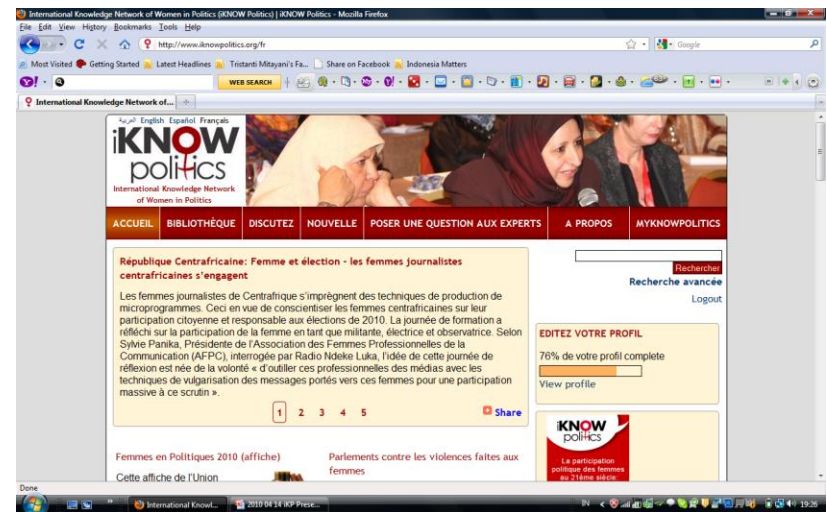 International Knowledge Network of Women in Politics (iKNOW Politics) | iKNOW Politics - Mozilla Firefox
File Edit View History Bookmarks Tools Help
http://www.iknowpolitics.org/fr
Google
Most Visited Getting Started Latest Headlines Tristanti Mitayani's Fa... Share on Facebook Indonesia Matters
Y! WEB SEARCH
International Knowledge Network of...
English Español Français
iKNOW
politics
International Knowledge Network
of Women in Politics
ACCUEIL BIBLIOTHÈQUE DISCUTEZ NOUVELLE POSER UNE QUESTION AUX EXPERTS A PROPOS MYKNOWPOLITICS
République Centrafricaine: Femme et élection - les femmes journalistes
centrafricaines s'engagent
Les femmes journalistes de Centrafrique s'imprègnent des techniques de production de
microprogrammes. Ceci en vue de conscientiser les femmes centrafricaines sur leur
participation citoyenne et responsable aux élections de 2010. La journée de formation a
réfléchi sur la participation de la femme en tant que militante, électrice et observatrice. Selon
Sylvie Panika, Présidente de l'Association des Femmes Professionnelles de la
Communication (AFPC), interrogée par Radio Ndeke Luka, l'idée de cette journée de
réflexion est née de la volonté « d'outiller ces professionnelles des médias avec les
techniques de vulgarisation des messages portés vers ces femmes pour une participation
massive à ce scrutin ».
1 2 3 4 5 Share
Femmes en Politiques 2010 (affiche)
Cette affiche de l'Union
Parlements contre les violences faites aux
femmes
Rechercher
Recherche avancée
Logout
EDITEZ VOTRE PROFIL
76% de votre profil complete
View profile
iKNOW
politics
La participation
politique des femmes
au 21ème siècle:
Done
International Knowl... 2010 04 14 iKP Prese... IN 19:26